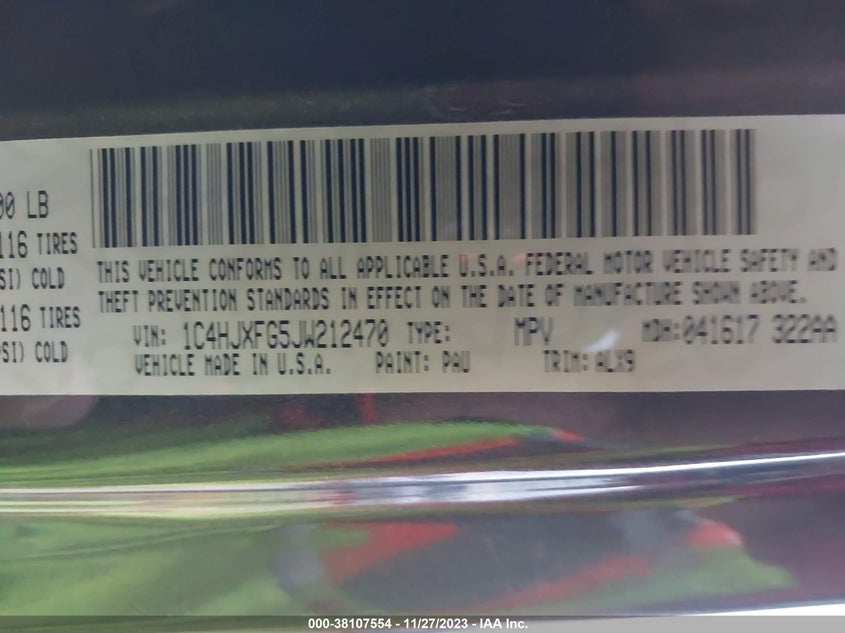 00 LB
116 TIRES
SI) COLD
116 TIRES
PSI) COLD
THIS VEHICLE CONFORMS TO ALL APPLICABLE U.S.A. FEDERAL MOTOR VEHICLE SAFETY AND
THEFT PREVENTION STANDARDS IN EFFECT ON THE DATE OF MANUFACTURE SHOWN ABOVE.
VIN: 1C4HJXFG5JW212470 TYPE: MPV MDH:041617 322AA
VEHICLE MADE IN U.S.A. PAINT: PAU TRIM: ALX9
000-38107554 - 11/27/2023 - IAA Inc.